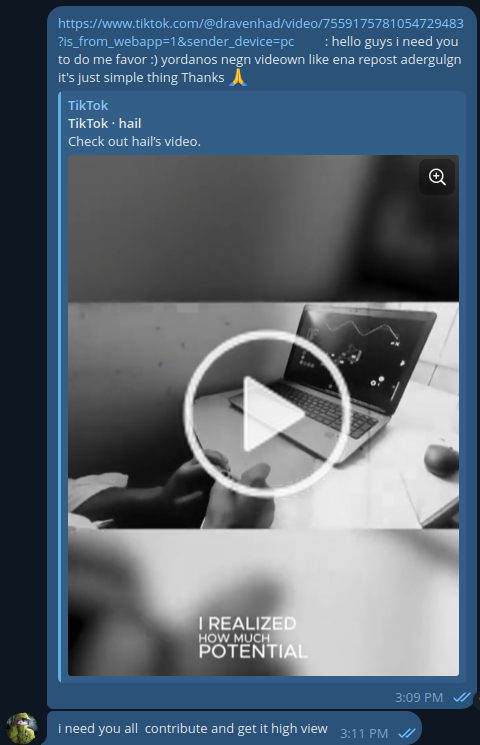 https://www.tiktok.com/@dravenhad/video/7559175781054729483
?is_from_webapp=1&sender_device=pc : hello guys i need you
to do me favor :) yordanos negn videown like ena repost adergulgn
it's just simple thing Thanks 🙏
TikTok
TikTok · hail
Check out hail's video.
I REALIZED
HOW MUCH
POTENTIAL
3:09 PM
i need you all contribute and get it high view
3:11 PM